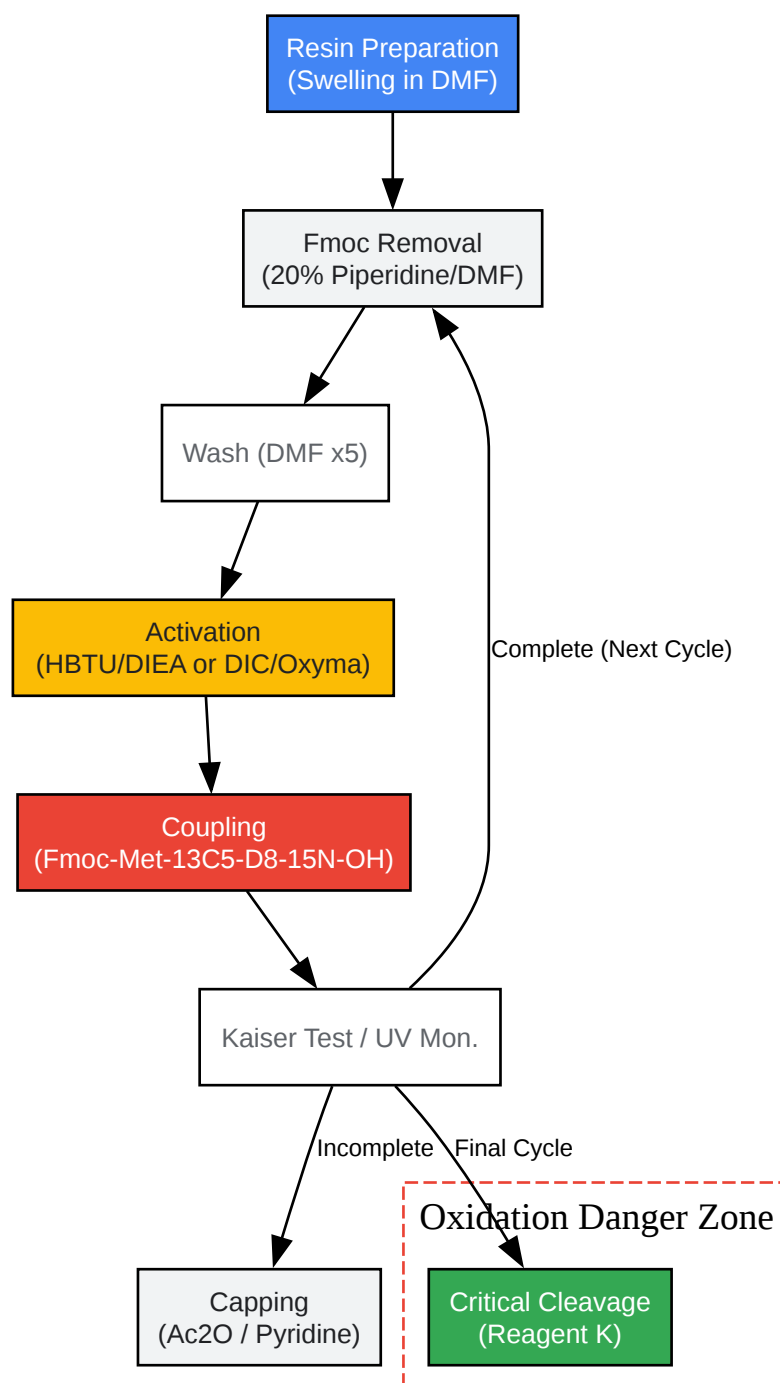 Resin Preparation
(Swelling in DMF)
Fmoc Removal
(20% Piperidine/DMF)
Wash (DMF x5)
Activation
(HBTU/DIEA or DIC/Oxyma)
Complete (Next Cycle)
Coupling
(Fmoc-Met-13C5-D8-15N-OH)
Kaiser Test / UV Mon.
Incomplete
Final Cycle
Oxidation Danger Zone
Capping
(Ac2O / Pyridine)
Critical Cleavage
(Reagent K)